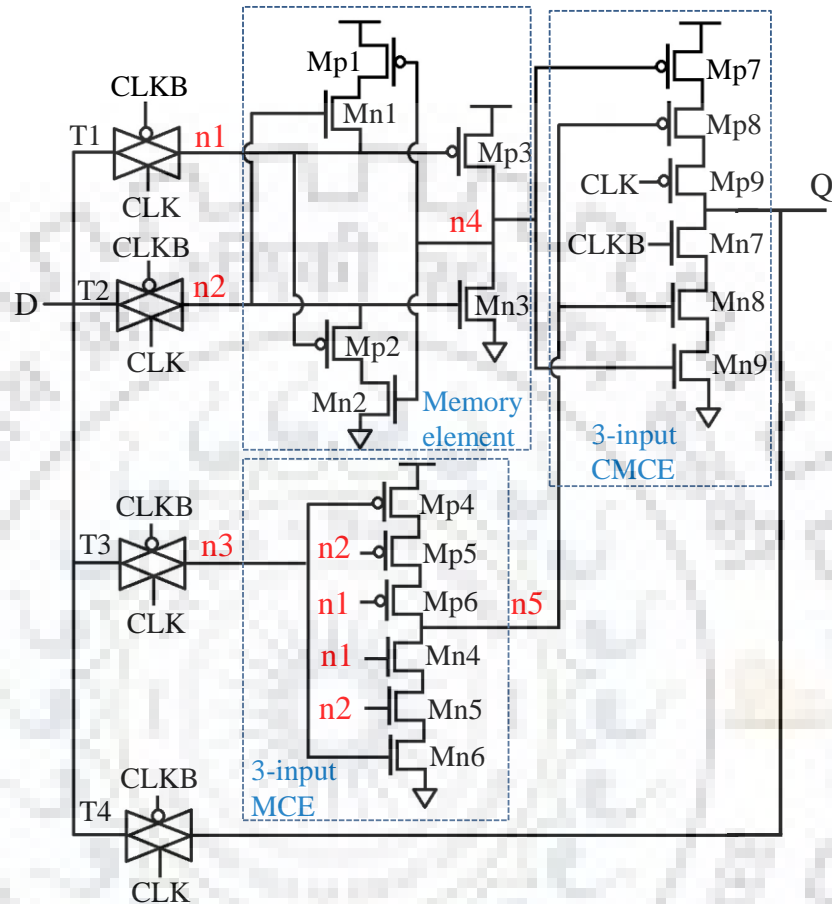 Mp1
Mp7
CLKB
Mn1
Mp8
T1
n1
Mp3
CLK
Mp9
Q
CLK
n4
CLKB
Mn7
CLKB
D
T2
n2
Mn3
Mn8
CLK
Mp2
Mn9
Mn2
Memory
element
3-input
CMCE
Mp4
CLKB
n2
Mp5
T3
n3
n1
Mp6
n5
CLK
n1
Mn4
n2
Mn5
Mn6
3-input
MCE
CLKB
T4
CLK